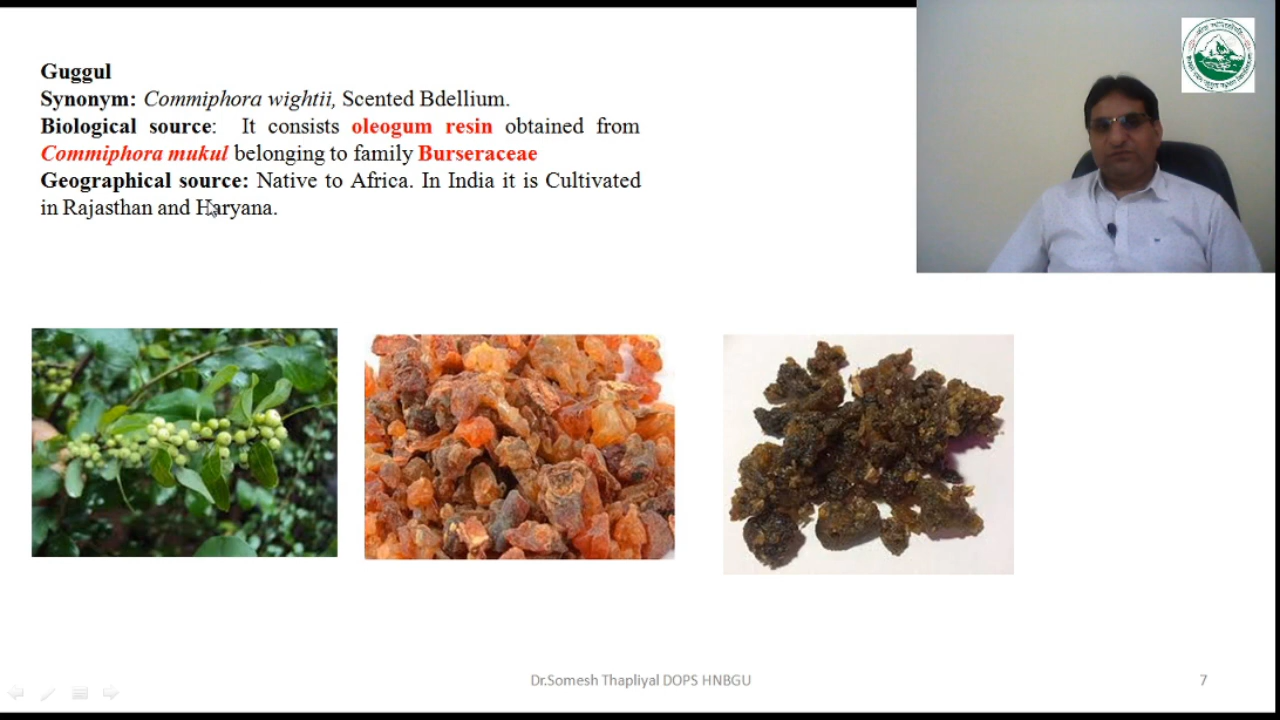 Guggul
Synonym: Commiphora wightii, Scented Bdellium.
Biological source: It consists oleogum resin obtained from
Commiphora mukul belonging to family Burseraceae
Geographical source: Native to Africa. In India it is Cultivated
in Rajasthan and Haryana.
Dr.Somesh Thapliyal DOPS HNBGU
7